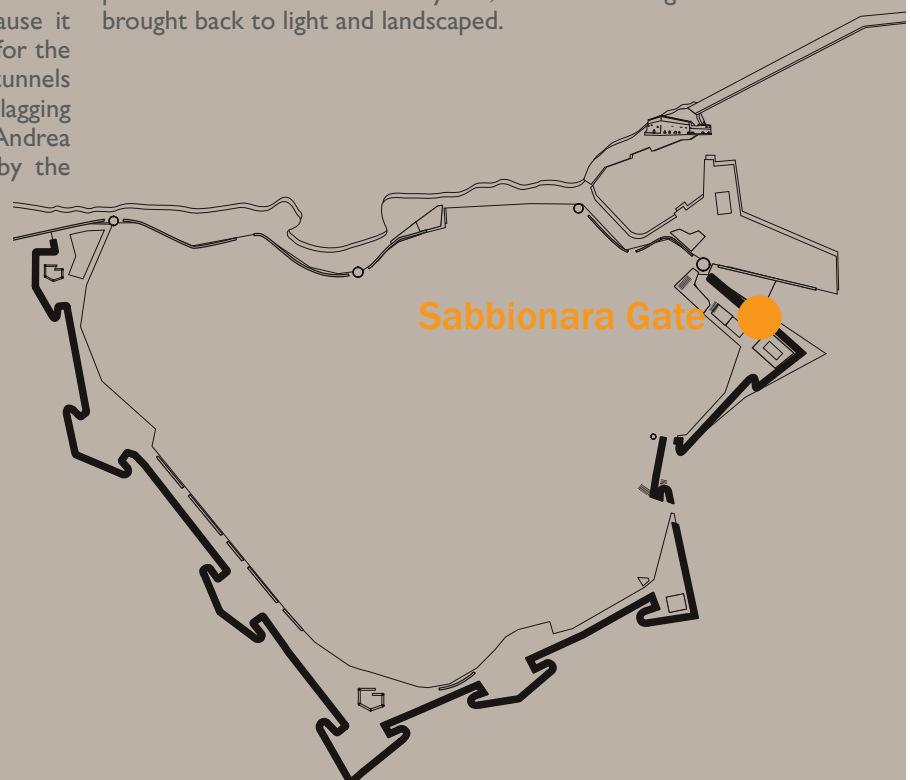 ause it
for the
tunnels
lagging
Andrea
by the
brought back to light and landscaped.
Sabbionara Gate